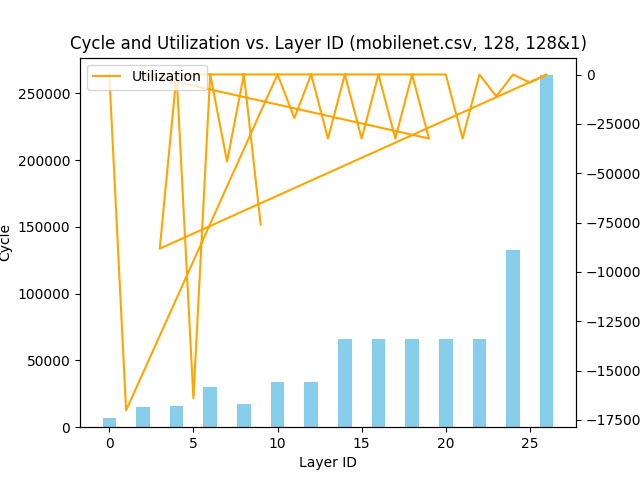 Cycle and Utilization vs. Layer ID (mobilenet.csv, 128, 128&1)
Utilization
Cycle
250000
200000
150000
100000
50000
0
0
−25000
−50000
−75000
−10000
−12500
−15000
−17500
0 5 10 15 20 25
Layer ID